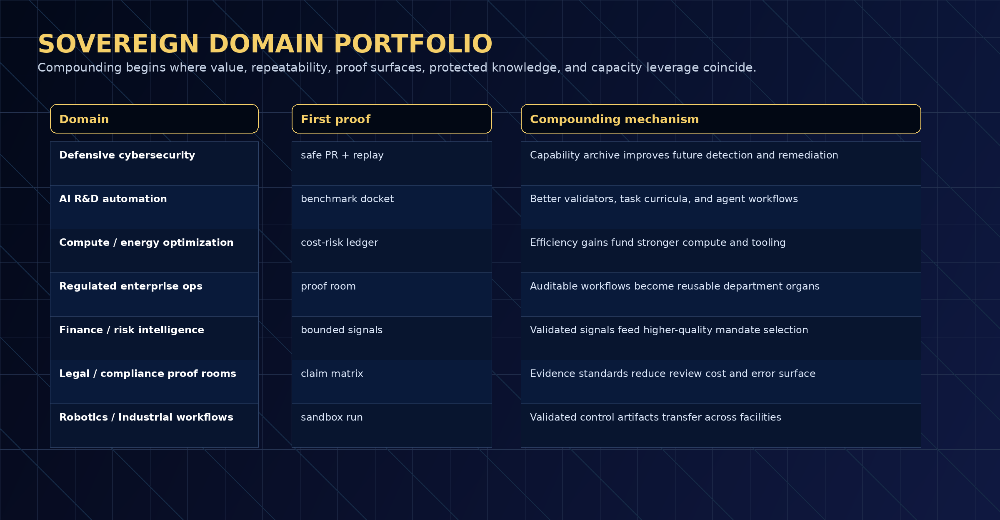 SOVEREIGN DOMAIN PORTFOLIO
Compounding begins where value, repeatability, proof surfaces, protected knowledge, and capacity leverage coincide.
Domain
First proof
Compounding mechanism
Defensive cybersecurity
safe PR + replay
Capability archive improves future detection and remediation
AI R&D automation
benchmark docket
Better validators, task curricula, and agent workflows
Compute / energy optimization
cost-risk ledger
Efficiency gains fund stronger compute and tooling
Regulated enterprise ops
proof room
Auditable workflows become reusable department organs
Finance / risk intelligence
bounded signals
Validated signals feed higher-quality mandate selection
Legal / compliance proof rooms
claim matrix
Evidence standards reduce review cost and error surface
Robotics / industrial workflows
sandbox run
Validated control artifacts transfer across facilities